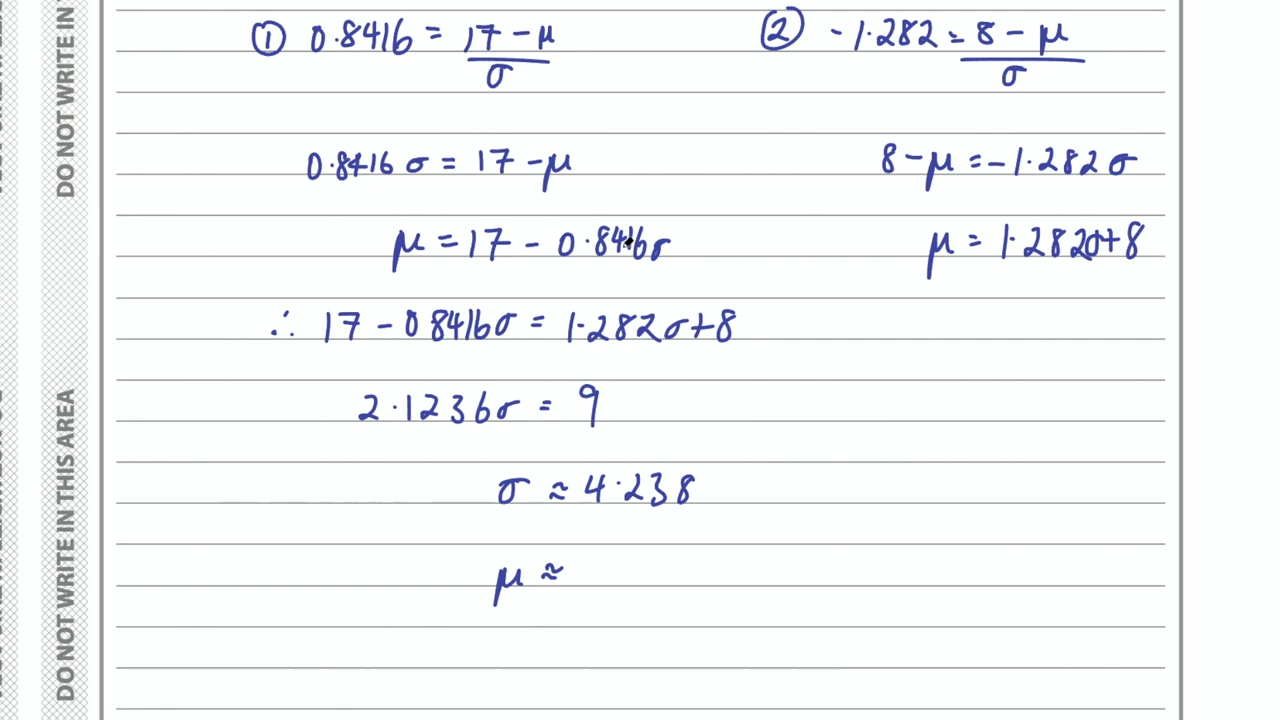 ① 0.8416 = 17 - μ / σ
② -1.282 = 8 - μ / σ
0.8416 σ = 17 - μ
8 - μ = -1.282 σ
μ = 17 - 0.8416σ
μ = 1.282σ+8
∴ 17 - 0.8416σ = 1.282σ+8
2.1236σ = 9
σ ≈ 4.238
μ ≈
DO NOT WRITE IN
DO NOT WRITE IN THIS AREA